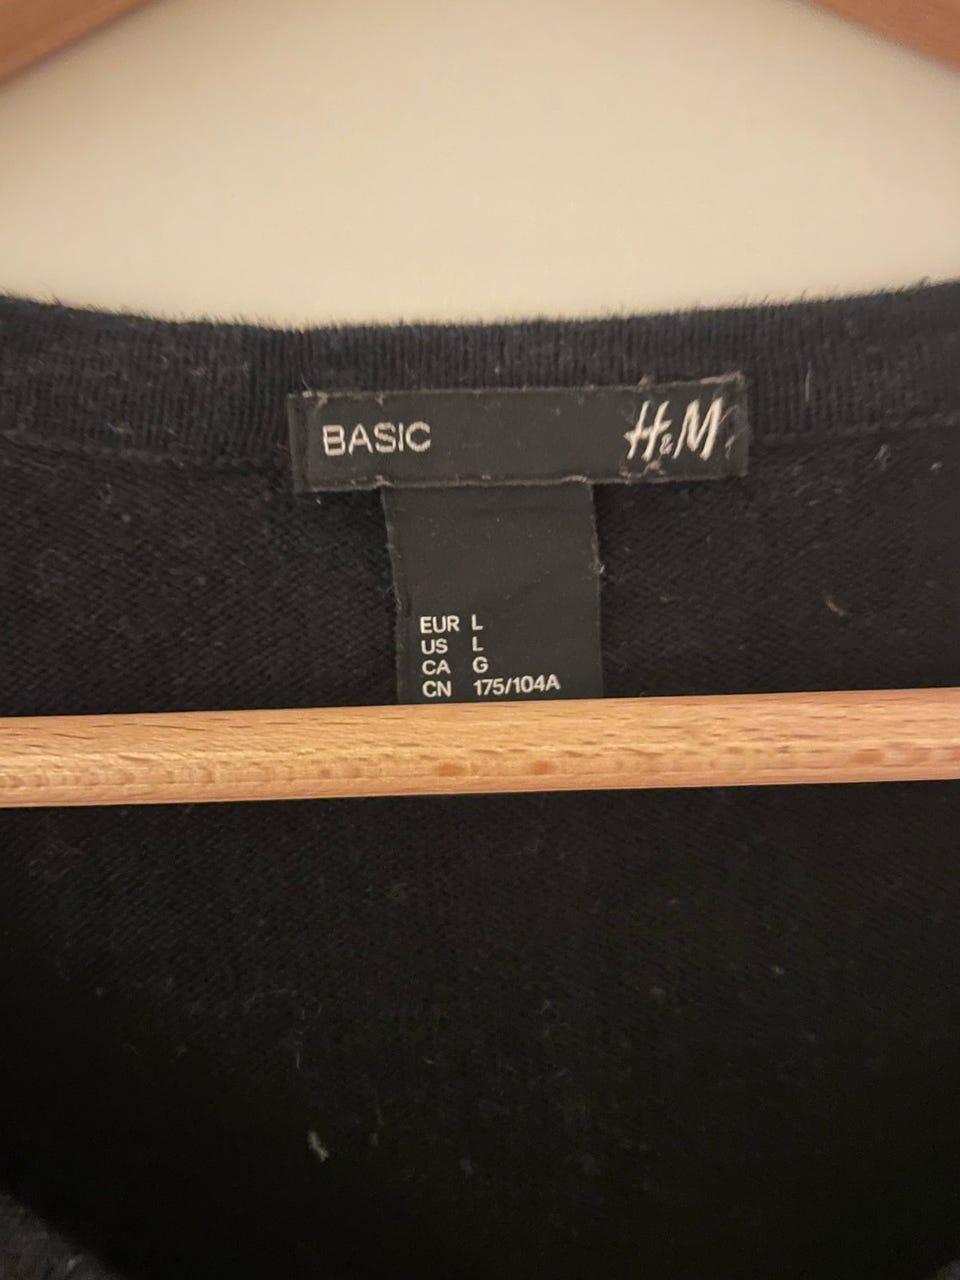 BASIC H&M
EUR L
US L
CA G
CN 175/104A